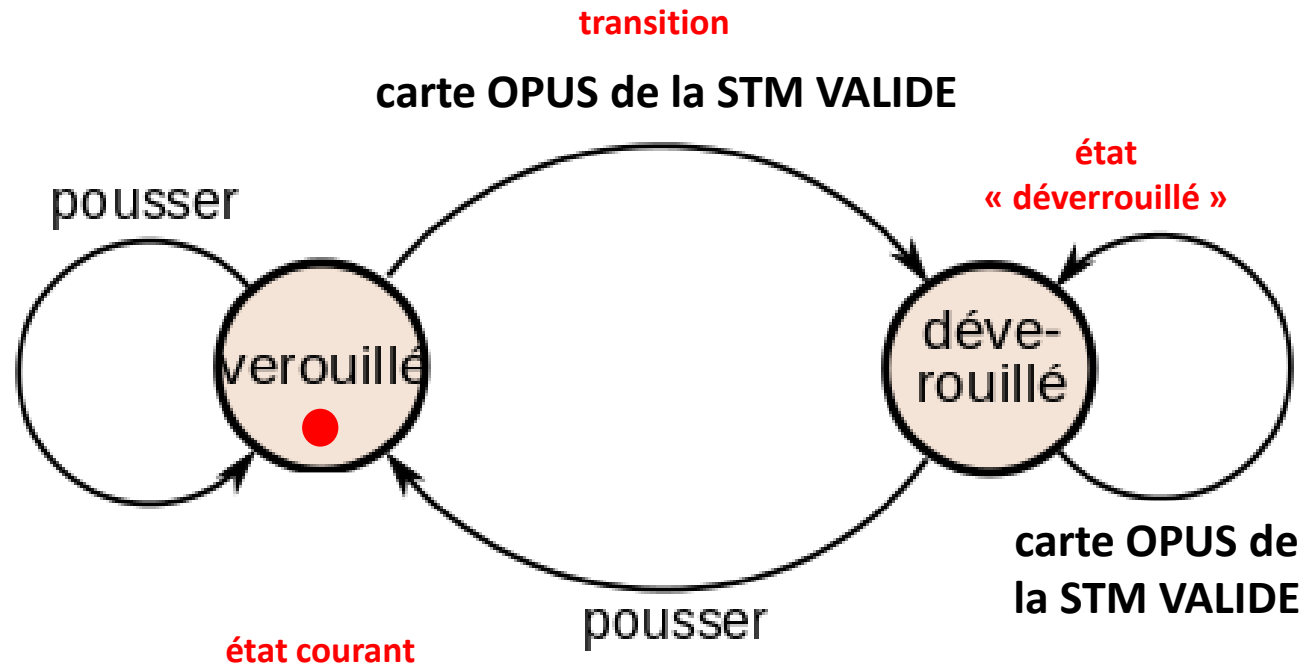 transition
carte OPUS de la STM VALIDE
état
« déverrouillé »
pousser
verouillé
déve-
rouillé
carte OPUS de
la STM VALIDE
pousser
état courant